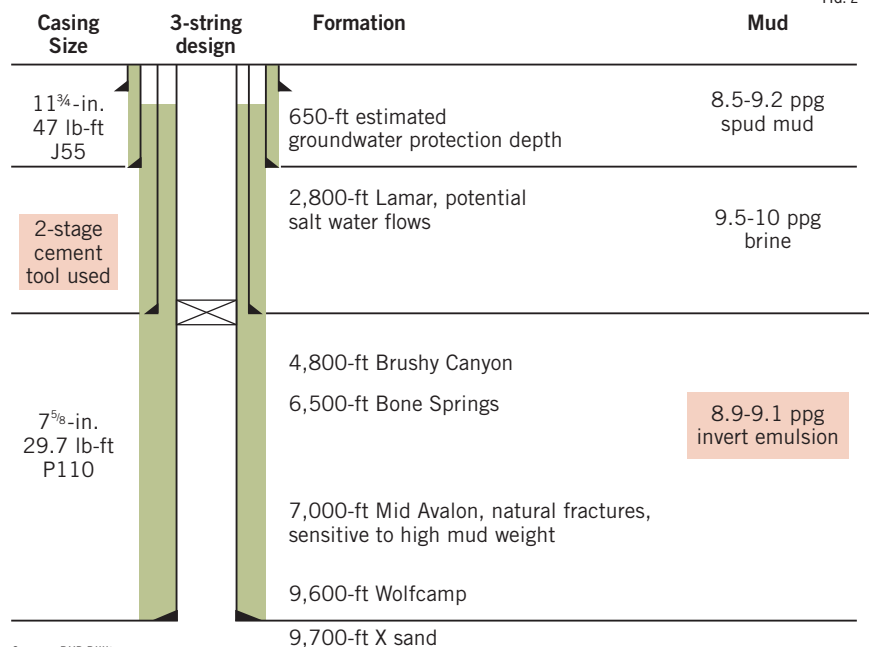 Casing
Size
3-string
design
Formation
Mud
11¾-in.
47 lb-ft
J55
650-ft estimated
groundwater protection depth
8.5-9.2 ppg
spud mud
2-stage
cement
tool used
2,800-ft Lamar, potential
salt water flows
9.5-10 ppg
brine
7⅝-in.
29.7 lb-ft
P110
4,800-ft Brushy Canyon
6,500-ft Bone Springs
7,000-ft Mid Avalon, natural fractures,
sensitive to high mud weight
9,600-ft Wolfcamp
9,700-ft X sand
8.9-9.1 ppg
invert emulsion